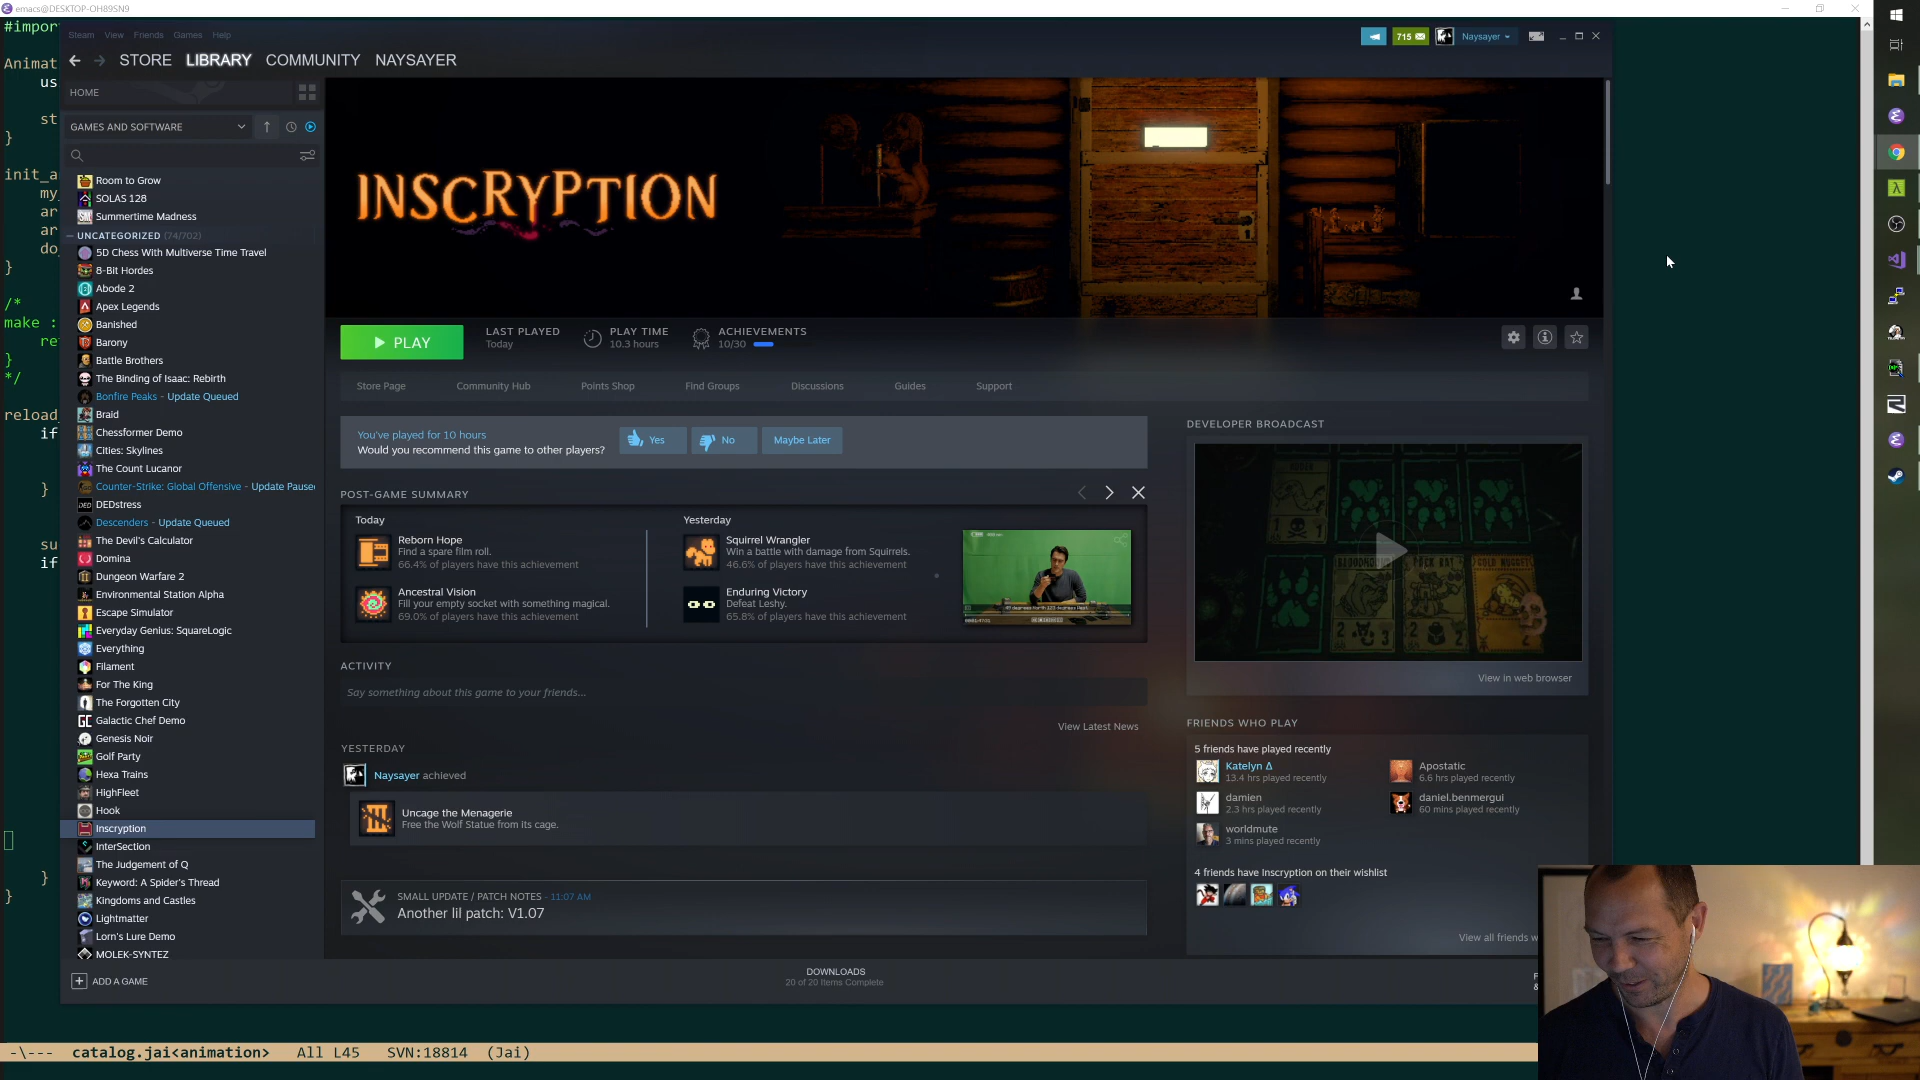 emacs@DESKTOP-OH89SN9
#impor
Steam View Friends Games Help
715
Naysayer
STORE LIBRARY COMMUNITY NAYSAYER
Animat
us
st
}
init_a
my
ar
ar
do
}
/*
make :
re
}
*/
reload
if
}
su
if
}
}
HOME
GAMES AND SOFTWARE
Room to Grow
SOLAS 128
Summertime Madness
— UNCATEGORIZED (74/702)
5D Chess With Multiverse Time Travel
8-Bit Hordes
Abode 2
Apex Legends
Banished
Barony
Battle Brothers
The Binding of Isaac: Rebirth
Bonfire Peaks - Update Queued
Braid
Chessformer Demo
Cities: Skylines
The Count Lucanor
Counter-Strike: Global Offensive - Update Pause
DEDstress
Descenders - Update Queued
The Devil's Calculator
Domina
Dungeon Warfare 2
Environmental Station Alpha
Escape Simulator
Everyday Genius: SquareLogic
Everything
Filament
For The King
The Forgotten City
Galactic Chef Demo
Genesis Noir
Golf Party
Hexa Trains
HighFleet
Hook
Inscryption
InterSection
The Judgement of Q
Keyword: A Spider's Thread
Kingdoms and Castles
Lightmatter
Lorn's Lure Demo
MOLEK-SYNTEZ
+ ADD A GAME
INSCRYPTION
PLAY
LAST PLAYED
Today
PLAY TIME
10.3 hours
ACHIEVEMENTS
10/30
Store Page Community Hub Points Shop Find Groups Discussions Guides Support
You've played for 10 hours
Would you recommend this game to other players?
Yes
No
Maybe Later
POST-GAME SUMMARY
Today
Reborn Hope
Find a spare film roll.
66.4% of players have this achievement
Ancestral Vision
Fill your empty socket with something magical.
69.0% of players have this achievement
Yesterday
Squirrel Wrangler
Win a battle with damage from Squirrels.
46.6% of players have this achievement
Enduring Victory
Defeat Leshy.
65.8% of players have this achievement
ACTIVITY
Say something about this game to your friends...
View Latest News
YESTERDAY
Naysayer achieved
Uncage the Menagerie
Free the Wolf Statue from its cage.
SMALL UPDATE / PATCH NOTES - 11:07 AM
Another lil patch: V1.07
DEVELOPER BROADCAST
View in web browser
FRIENDS WHO PLAY
5 friends have played recently
Katelyn Δ
13.4 hrs played recently
Apostatic
6.6 hrs played recently
damien
2.3 hrs played recently
daniel.benmergui
60 mins played recently
worldmute
3 mins played recently
4 friends have Inscryption on their wishlist
View all friends w
DOWNLOADS
20 of 20 Items Complete
F
&
-\--- catalog.jai<animation> All L45 SVN:18814 (Jai)